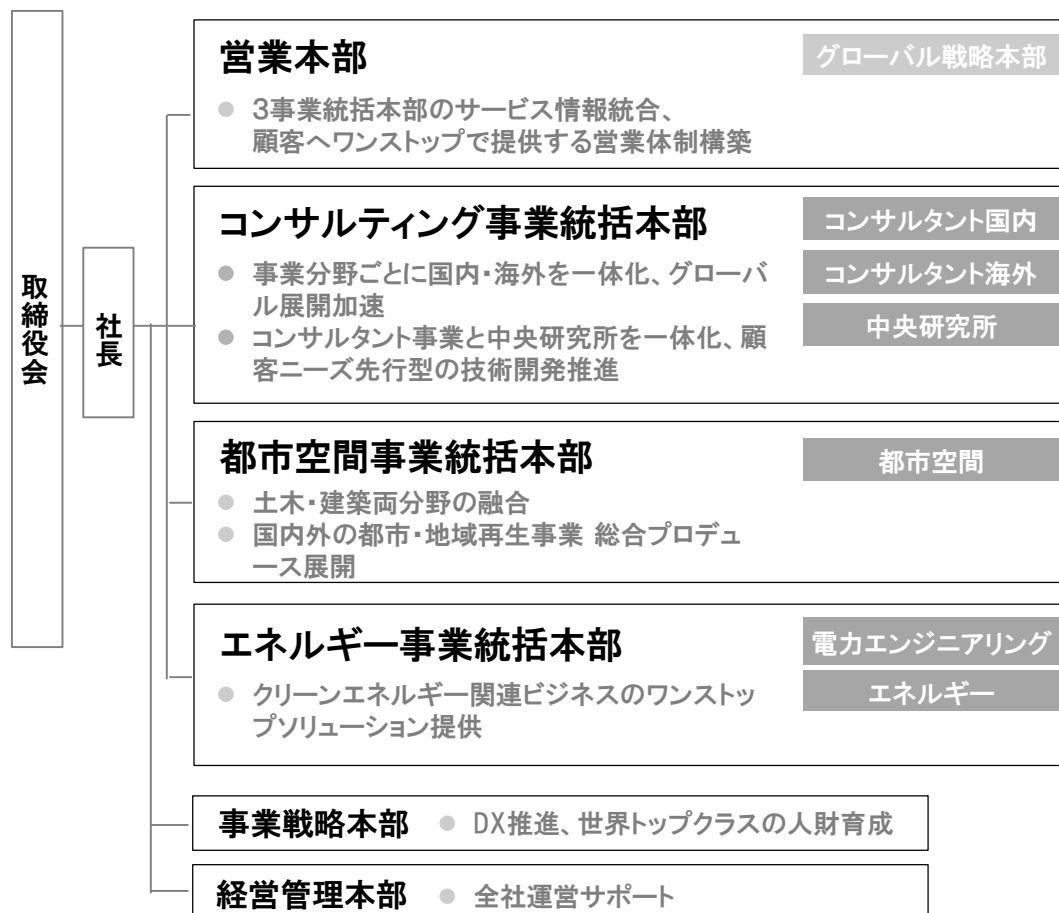 取締役会
社長
営業本部
グローバル戦略本部
3事業統括本部のサービス情報統合、
顧客へワンストップで提供する営業体制構築
コンサルティング事業統括本部
コンサルタント国内
コンサルタント海外
中央研究所
事業分野ごとに国内・海外を一体化、グローバ
ル展開加速
コンサルタント事業と中央研究所を一体化、顧
客ニーズ先行型の技術開発推進
都市空間事業統括本部
都市空間
土木・建築両分野の融合
国内外の都市・地域再生事業 総合プロデュ
ース展開
エネルギー事業統括本部
電力エンジニアリング
エネルギー
クリーンエネルギー関連ビジネスのワンストッ
プソリューション提供
事業戦略本部 DX推進、世界トップクラスの人財育成
経営管理本部 全社運営サポート